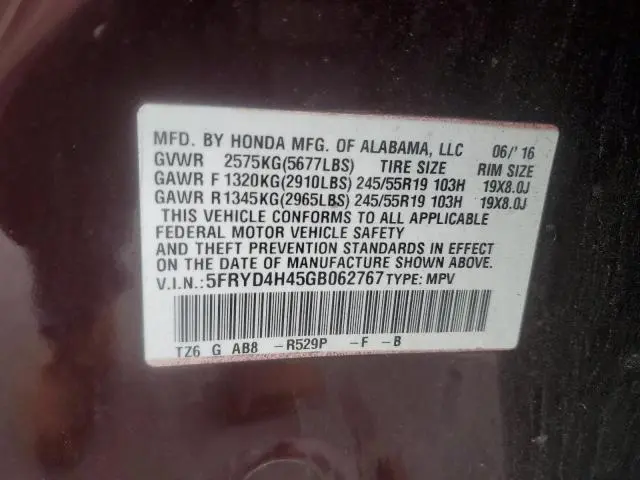 MFD. BY HONDA MFG. OF ALABAMA, LLC 06/'16
GVWR 2575KG(5677LBS) TIRE SIZE RIM SIZE
GAWR F 1320KG(2910LBS) 245/55R19 103H 19X8.0J
GAWR R 1345KG(2965LBS) 245/55R19 103H 19X8.0J
THIS VEHICLE CONFORMS TO ALL APPLICABLE
FEDERAL MOTOR VEHICLE SAFETY
AND THEFT PREVENTION STANDARDS IN EFFECT
ON THE DATE OF MANUFACTURE SHOWN ABOVE.
V.I.N.: 5FRYD4H45GB062767 TYPE: MPV
TZ6 G AB8 -R529P -F -B